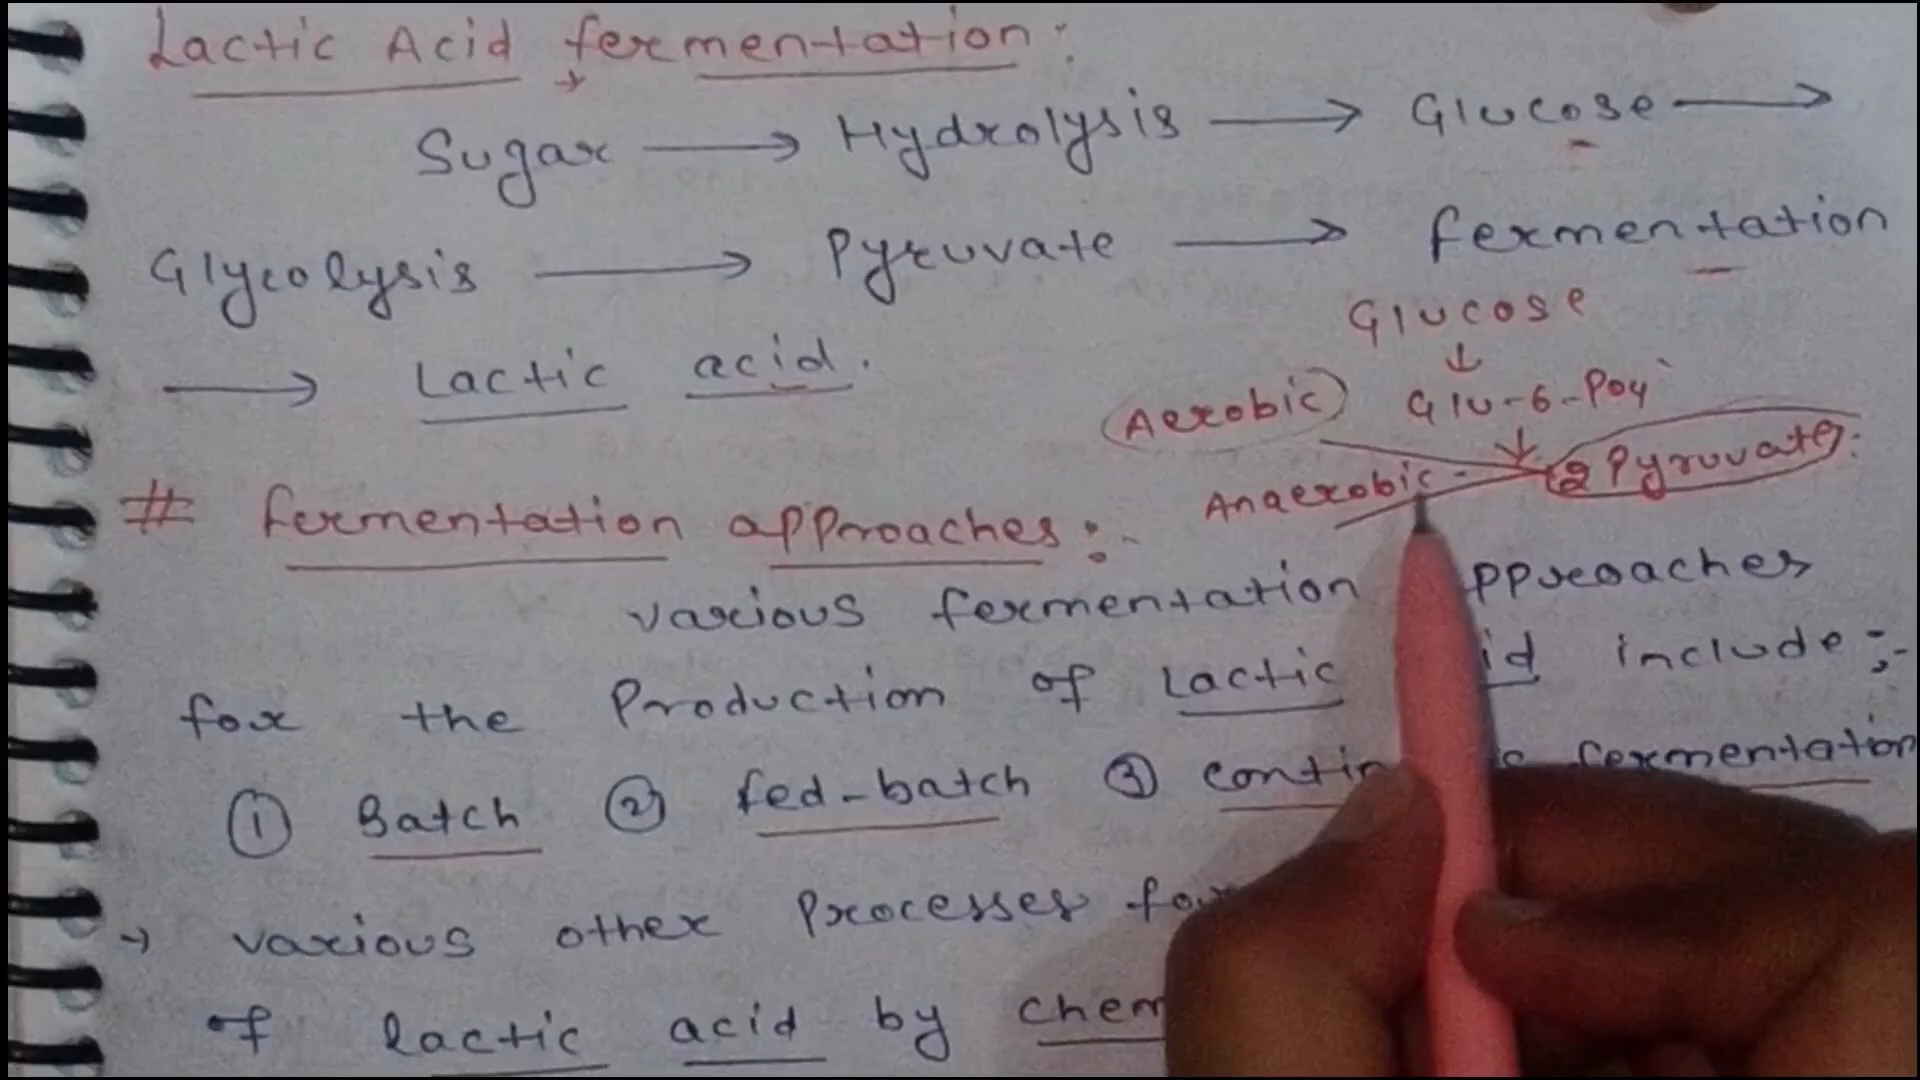 Lactic Acid fermentation:
Sugar → Hydrolysis → Glucose →
Glycolysis → Pyruvate → fermentation
→ Lactic acid.
Glucose
↓
Aerobic Glu-6-PO4
↓
Anaerobic - 2 Pyruvate:
# fermentation approaches:-
various fermentation pproaches
for the Production of Lactic id include:-
① Batch ② fed-batch ③ fermentation
→ various other Processes
of lactic acid by